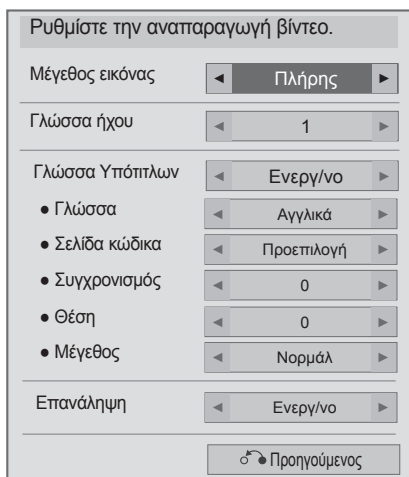 Ρυθμίστε την αναπαραγωγή βίντεο.
Μέγεθος εικόνας ◄ Πλήρης ►
Γλώσσα ήχου ◄ 1 ►
Γλώσσα Υπότιτλων ◄ Ενεργ/νο ►
● Γλώσσα ◄ Αγγλικά ►
● Σελίδα κώδικα ◄ Προεπιλογή ►
● Συγχρονισμός ◄ 0 ►
● Θέση ◄ 0 ►
● Μέγεθος ◄ Νορμάλ ►
Επανάληψη ◄ Ενεργ/νο ►
Προηγούμενος